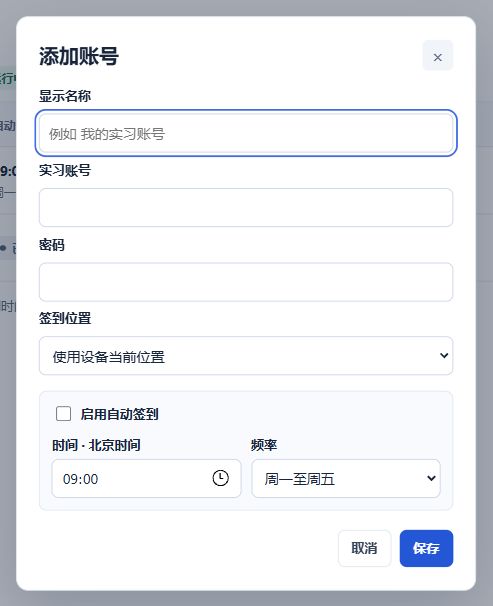 添加账号
×
显示名称
例如 我的实习账号
实习账号
密码
签到位置
使用设备当前位置
启用自动签到
时间 · 北京时间 频率
09:00 周一至周五
取消 保存